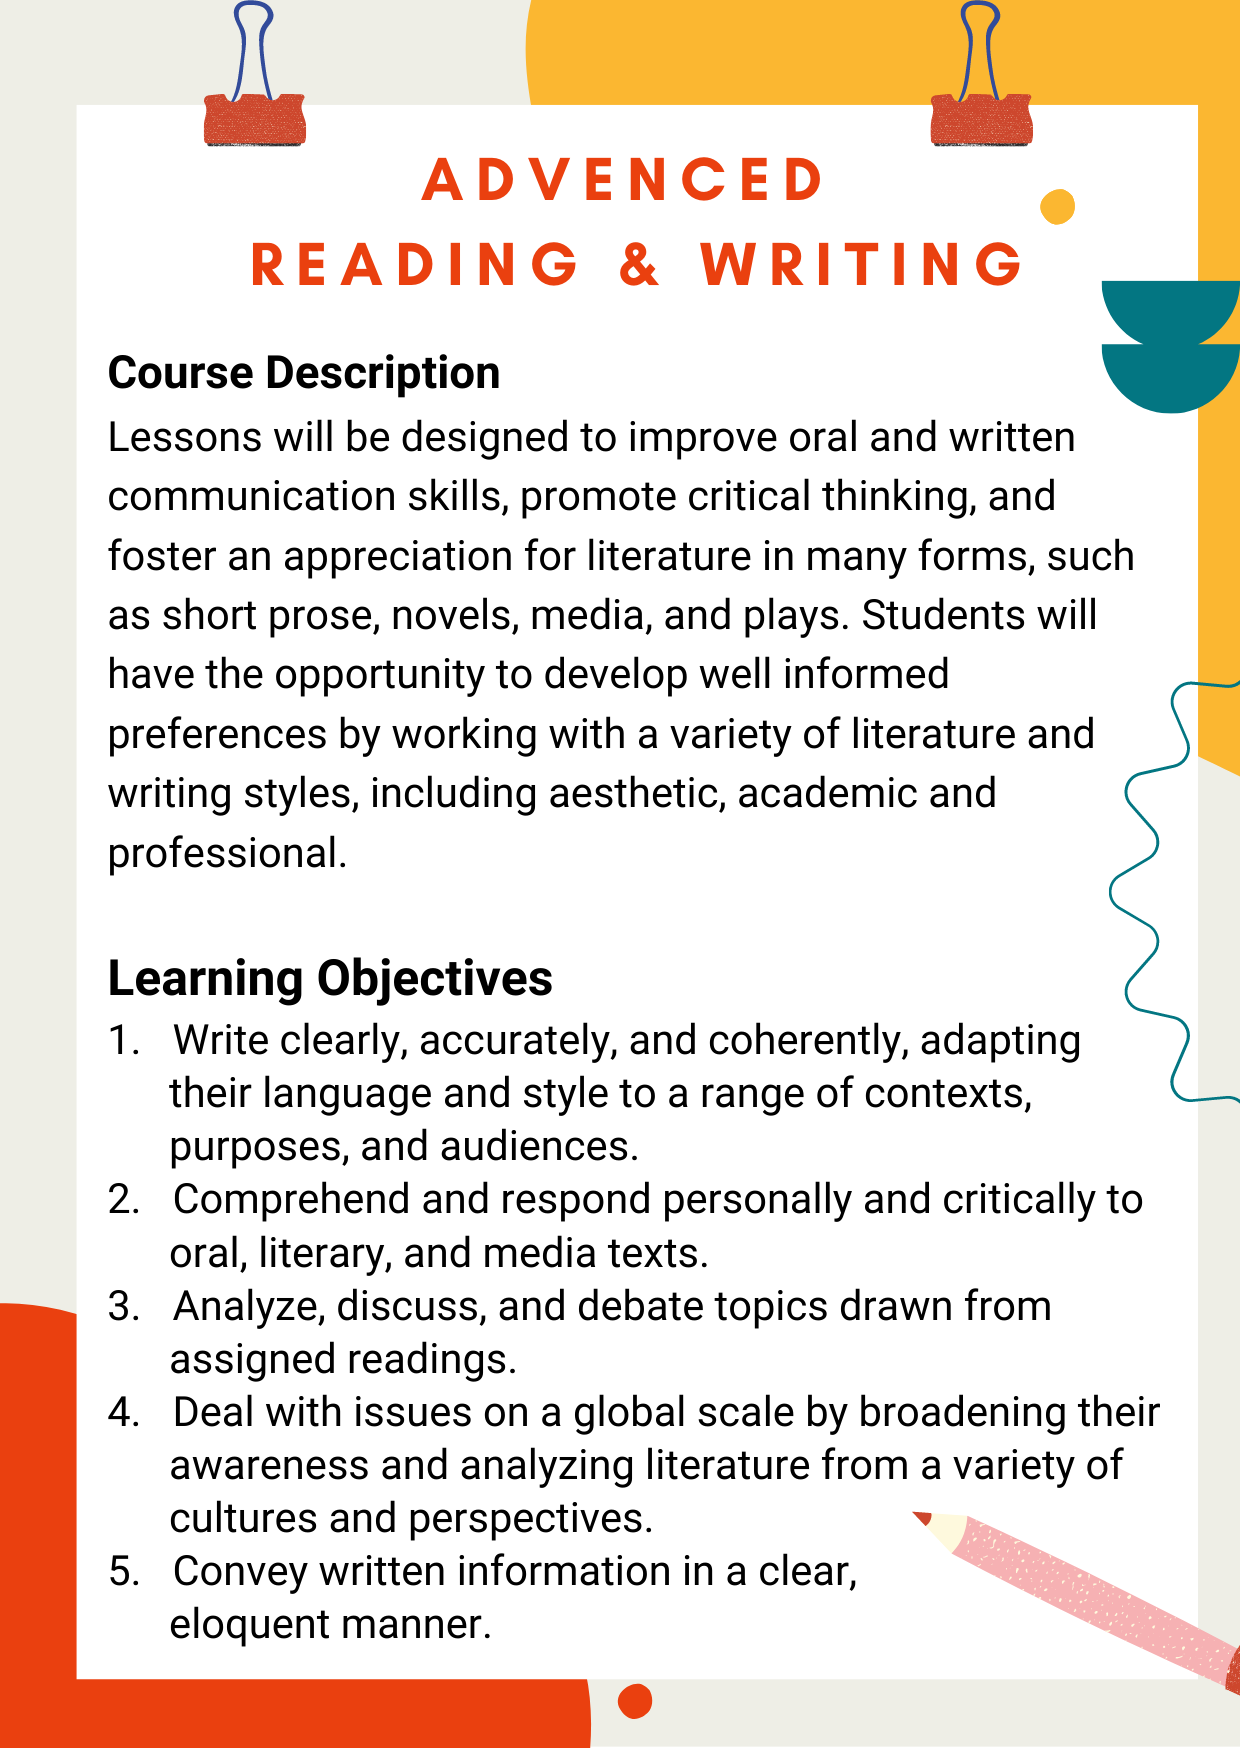 ADVENCED
READING & WRITING
Course Description
Lessons will be designed to improve oral and written
communication skills, promote critical thinking, and
foster an appreciation for literature in many forms, such
as short prose, novels, media, and plays. Students will
have the opportunity to develop well informed
preferences by working with a variety of literature and
writing styles, including aesthetic, academic and
professional.
Learning Objectives
1. Write clearly, accurately, and coherently, adapting
their language and style to a range of contexts,
purposes, and audiences.
2. Comprehend and respond personally and critically to
oral, literary, and media texts.
3. Analyze, discuss, and debate topics drawn from
assigned readings.
4. Deal with issues on a global scale by broadening their
awareness and analyzing literature from a variety of
cultures and perspectives.
5. Convey written information in a clear,
eloquent manner.